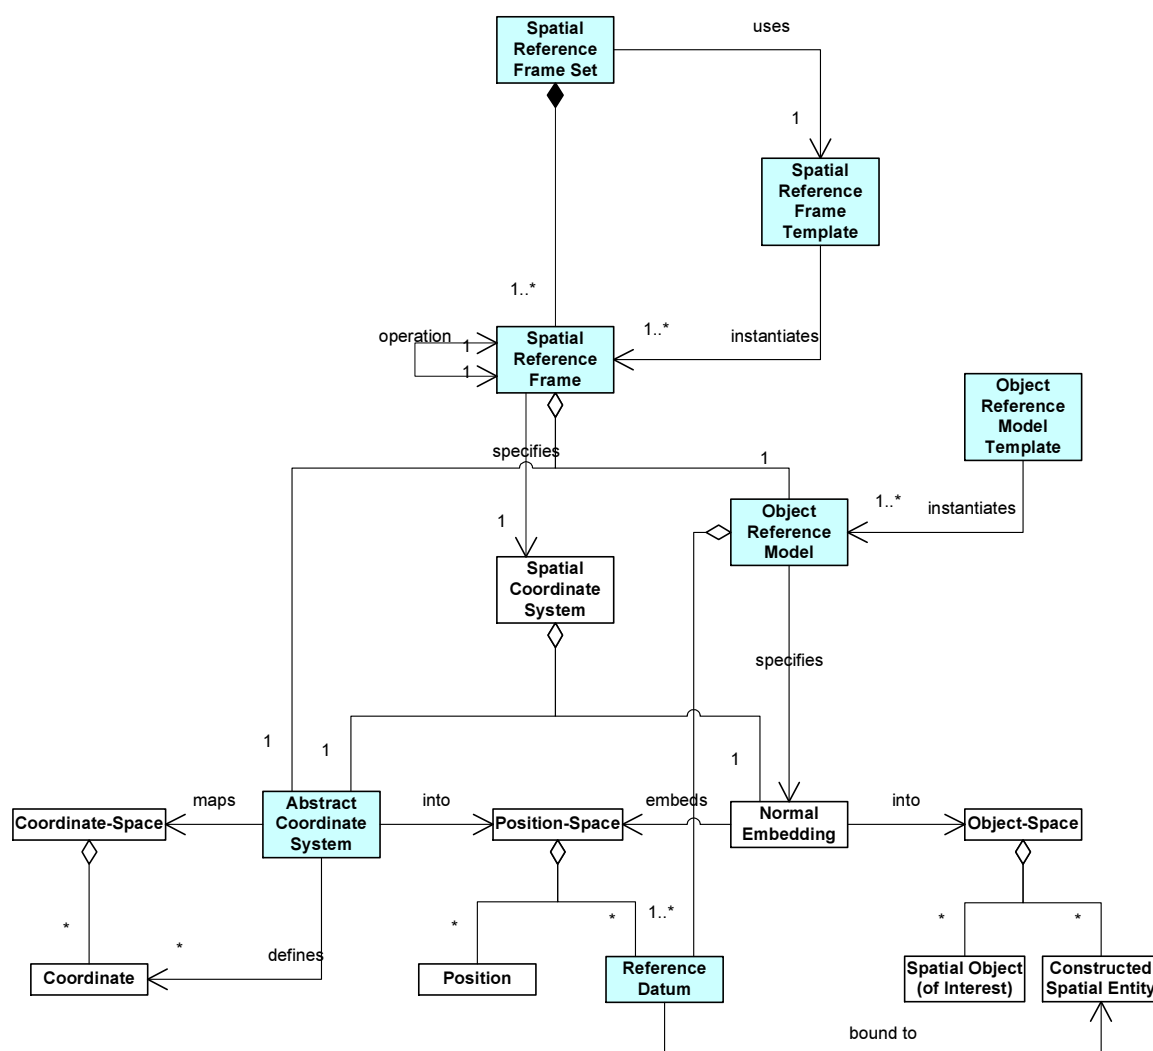 Spatial
Reference
Frame Set
uses
1
Spatial
Reference
Frame
Template
1..*
operation
1
1
Spatial
Reference
Frame
1..*
instantiates
Object
Reference
Model
Template
specifies
1
1..*
instantiates
1
Object
Reference
Model
Spatial
Coordinate
System
specifies
1
1
1
maps
Abstract
Coordinate
System
into
embeds
Normal
Embedding
into
Coordinate-Space
Position-Space
Object-Space
*
*
defines
*
*
1..*
*
*
Coordinate
Position
Reference
Datum
Spatial Object
(of Interest)
Constructed
Spatial Entity
bound to